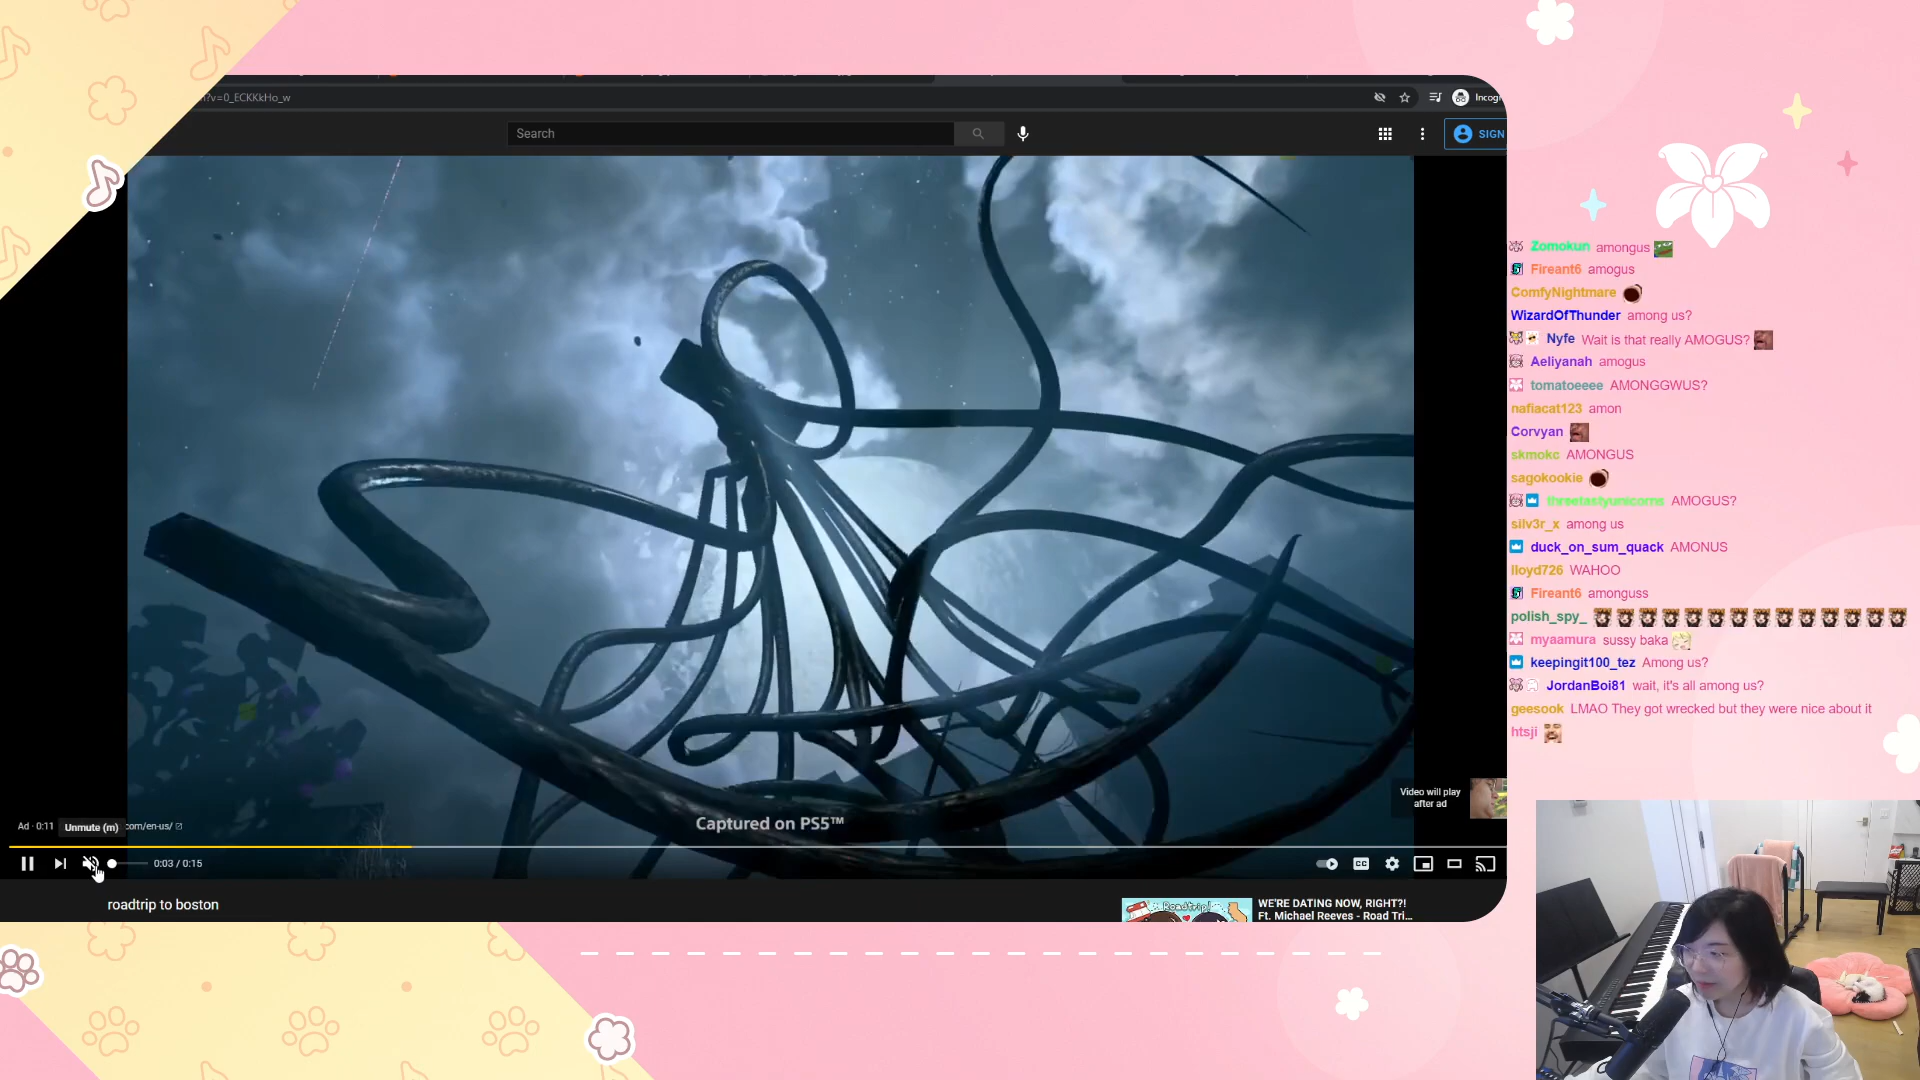 ?v=0_ECKKkHo_w
Incog
Search
SIGN
Captured on PS5™
Video will play
after ad
Ad · 0:11
Unmute (m)
com/en-us/
0:03 / 0:15
CC
roadtrip to boston
Roadtrip!
WE'RE DATING NOW, RIGHT?!
Ft. Michael Reeves - Road Tri...
Zomokun amongus
Fireant6 amogus
ComfyNightmare
WizardOfThunder among us?
Nyfe Wait is that really AMOGUS?
Aeliyanah amogus
tomatoeeee AMONGGWUS?
nafiacat123 amon
Corvyan
skmokc AMONGUS
sagokookie
threetastyunicorns AMOGUS?
silv3r_x among us
duck_on_sum_quack AMONUS
lloyd726 WAHOO
Fireant6 amonguss
polish_spy_
myaamura sussy baka
keepingit100_tez Among us?
JordanBoi81 wait, it's all among us?
geesook LMAO They got wrecked but they were nice about it
htsji